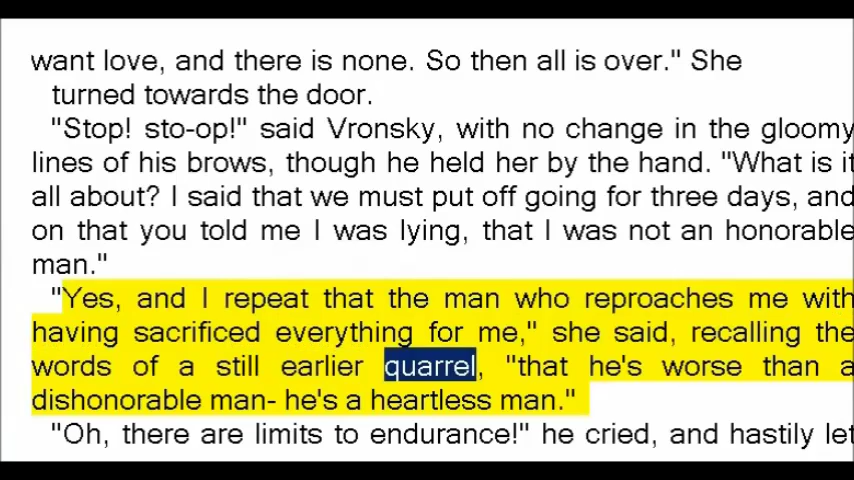 want love, and there is none. So then all is over." She
turned towards the door.
"Stop! sto-op!" said Vronsky, with no change in the gloomy
lines of his brows, though he held her by the hand. "What is it
all about? I said that we must put off going for three days, and
on that you told me I was lying, that I was not an honorable
man."
"Yes, and I repeat that the man who reproaches me with
having sacrificed everything for me," she said, recalling the
words of a still earlier quarrel, "that he's worse than a
dishonorable man- he's a heartless man."
"Oh, there are limits to endurance!" he cried, and hastily let